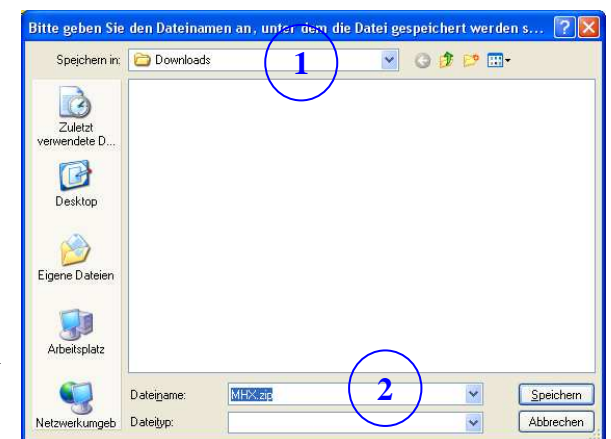 Bitte geben Sie den Dateinamen an, unter dem die Datei gespeichert werden s...
Speichern in:
Downloads
1
Zuletzt
verwendete D...
Desktop
Eigene Dateien
Arbeitsplatz
Netzwerkumgeb
Dateiname:
MHX.zip
2
Speichern
Dateityp:
Abbrechen